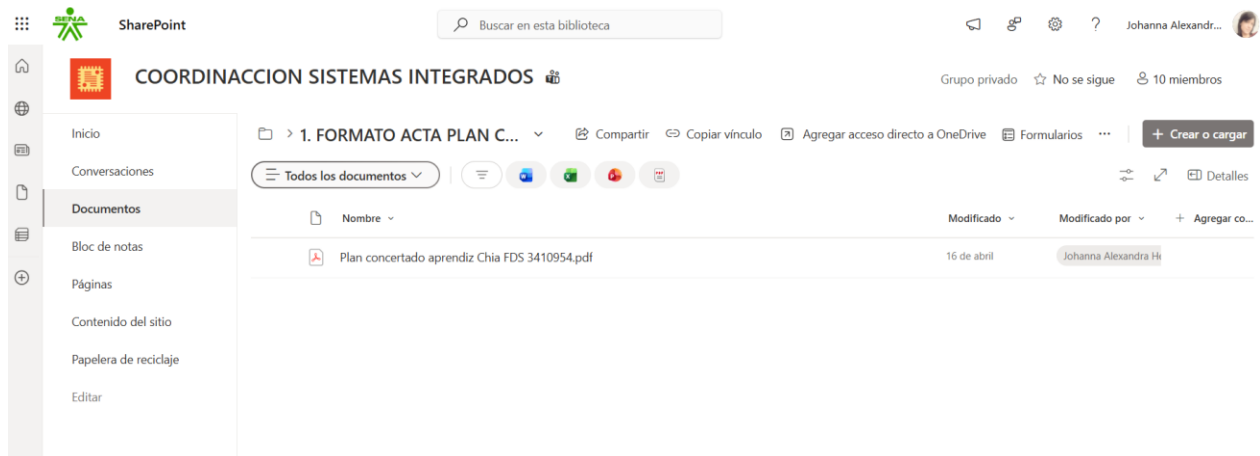 SENA
SharePoint
Buscar en esta biblioteca
Johanna Alexandr...
COORDINACCION SISTEMAS INTEGRADOS
Grupo privado
No se sigue
10 miembros
Inicio
Conversaciones
Documentos
Bloc de notas
Páginas
Contenido del sitio
Papelera de reciclaje
Editar
> 1. FORMATO ACTA PLAN C...
Compartir
Copiar vínculo
Agregar acceso directo a OneDrive
Formularios
...
+ Crear o cargar
Todos los documentos
Detalles
Nombre
Modificado
Modificado por
+ Agregar co...
Plan concertado aprendiz Chia FDS 3410954.pdf
16 de abril
Johanna Alexandra He